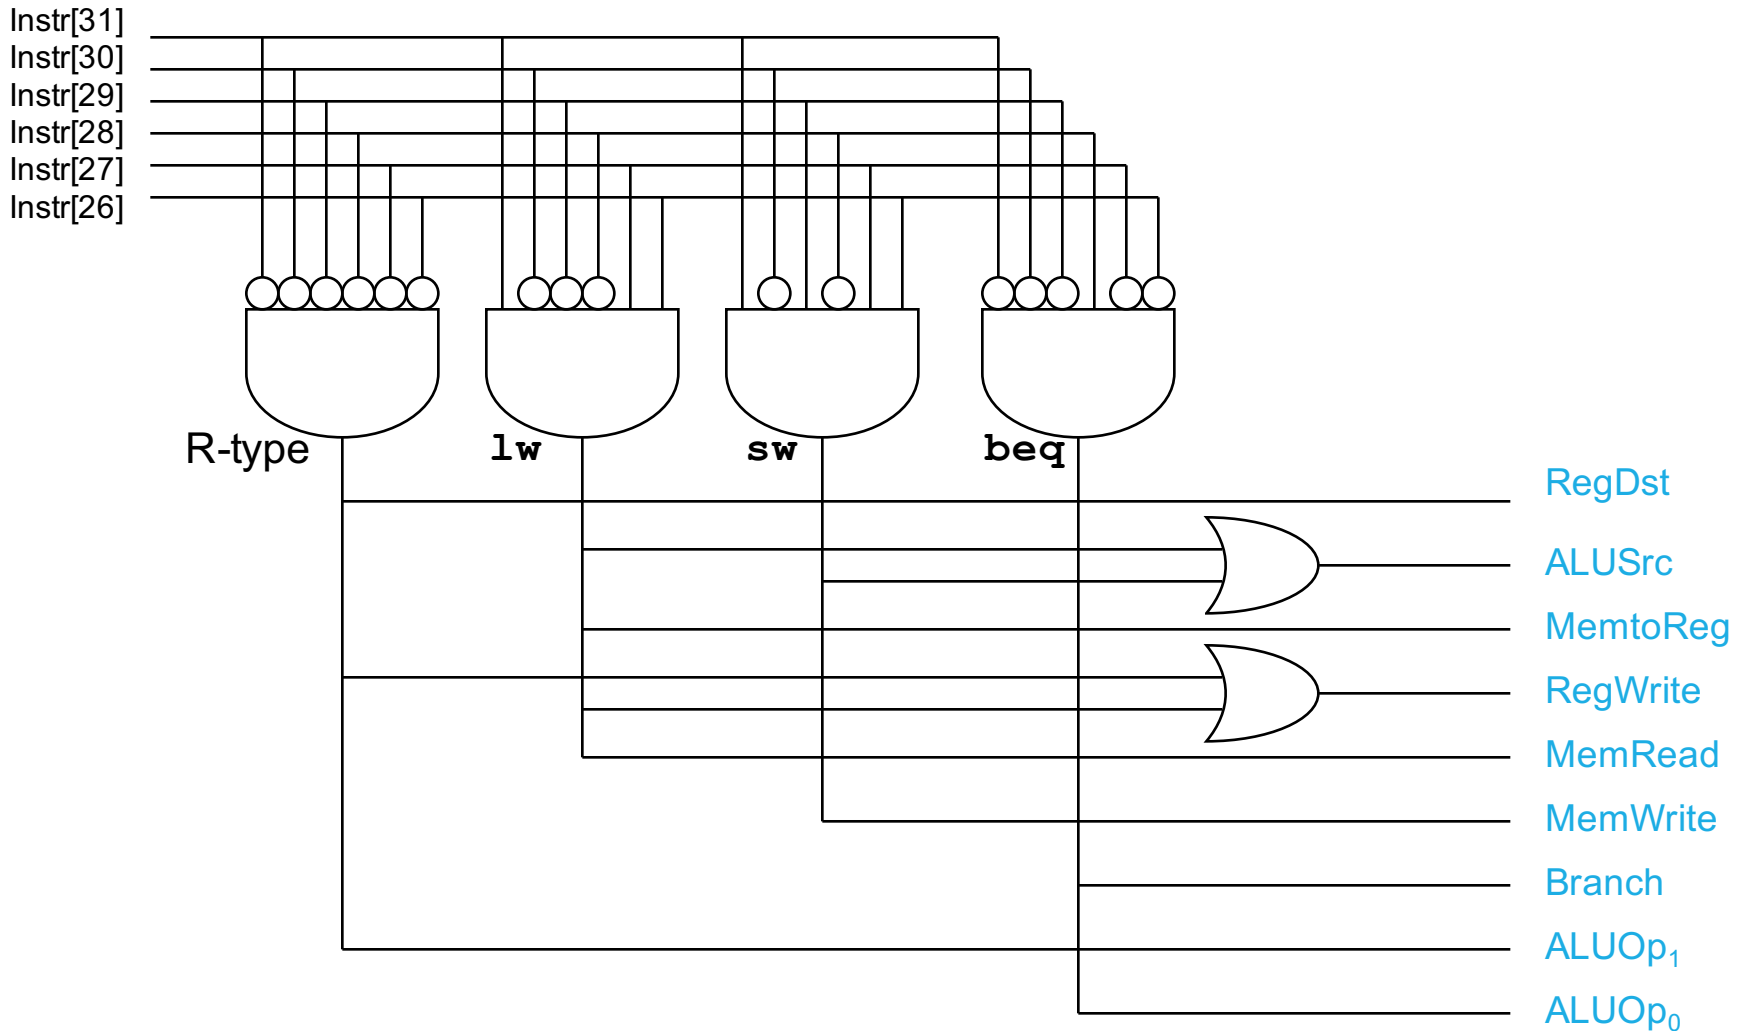 Instr[31]
Instr[30]
Instr[29]
Instr[28]
Instr[27]
Instr[26]
R-type
lw
sw
beq
RegDst
ALUSrc
MemtoReg
RegWrite
MemRead
MemWrite
Branch
ALUOp₁
ALUOp₀